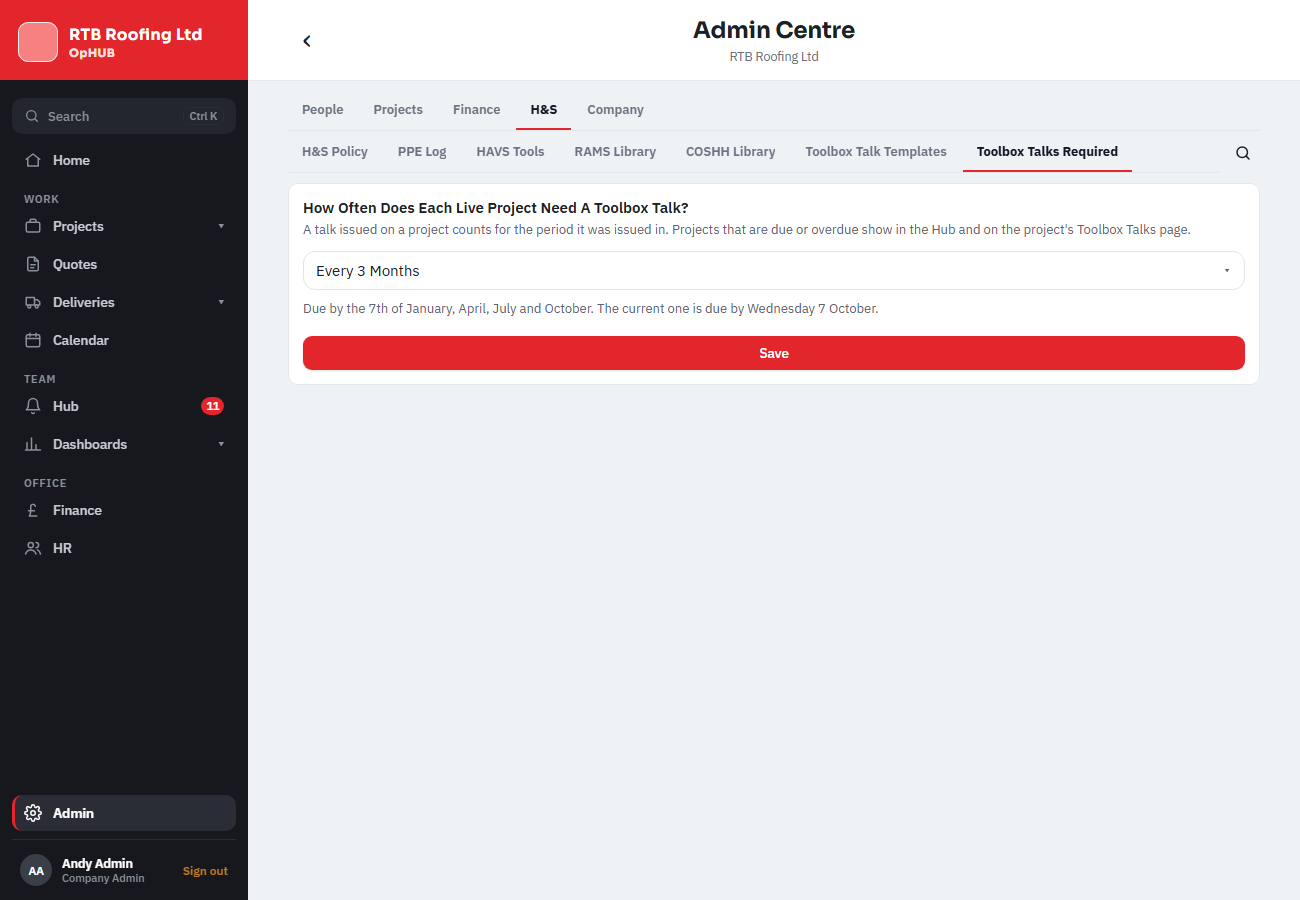 RTB Roofing Ltd
OpHUB
Search Ctrl K
Home
WORK
Projects
Quotes
Deliveries
Calendar
TEAM
Hub 11
Dashboards
OFFICE
Finance
HR
Admin
AA
Andy Admin
Company Admin
Sign out
Admin Centre
RTB Roofing Ltd
People Projects Finance H&S Company
H&S Policy PPE Log HAVS Tools RAMS Library COSHH Library Toolbox Talk Templates Toolbox Talks Required
How Often Does Each Live Project Need A Toolbox Talk?
A talk issued on a project counts for the period it was issued in. Projects that are due or overdue show in the Hub and on the project's Toolbox Talks page.
Every 3 Months
Due by the 7th of January, April, July and October. The current one is due by Wednesday 7 October.
Save